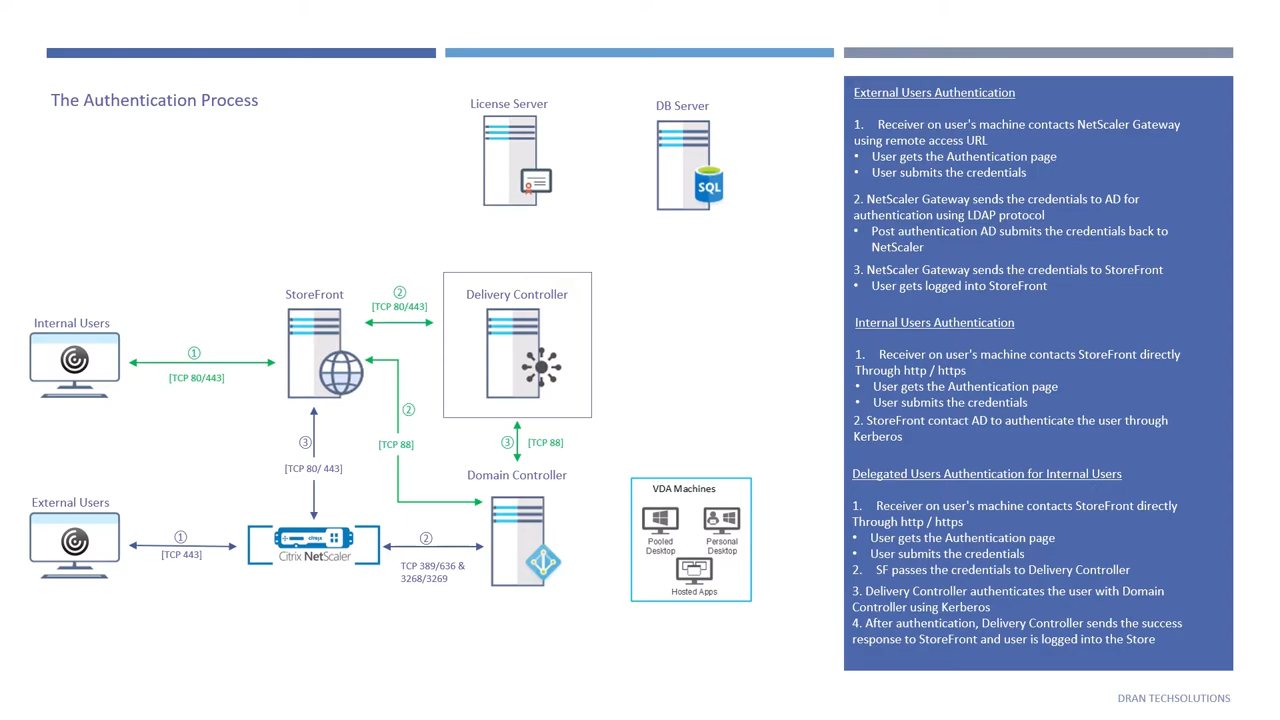 The Authentication Process
License Server
DB Server
SQL
StoreFront
②
[TCP 80/443]
Delivery Controller
Internal Users
①
[TCP 80/443]
②
[TCP 88]
③
[TCP 88]
③
[TCP 80/ 443]
Domain Controller
External Users
①
[TCP 443]
citrix
Citrix NetScaler
②
TCP 389/636 &
3268/3269
VDA Machines
Pooled
Desktop
Personal
Desktop
Hosted Apps
External Users Authentication
1. Receiver on user's machine contacts NetScaler Gateway
using remote access URL
• User gets the Authentication page
• User submits the credentials
2. NetScaler Gateway sends the credentials to AD for
authentication using LDAP protocol
• Post authentication AD submits the credentials back to
NetScaler
3. NetScaler Gateway sends the credentials to StoreFront
• User gets logged into StoreFront
Internal Users Authentication
1. Receiver on user's machine contacts StoreFront directly
Through http / https
• User gets the Authentication page
• User submits the credentials
2. StoreFront contact AD to authenticate the user through
Kerberos
Delegated Users Authentication for Internal Users
1. Receiver on user's machine contacts StoreFront directly
Through http / https
• User gets the Authentication page
• User submits the credentials
2. SF passes the credentials to Delivery Controller
3. Delivery Controller authenticates the user with Domain
Controller using Kerberos
4. After authentication, Delivery Controller sends the success
response to StoreFront and user is logged into the Store
DRAN TECHSOLUTIONS